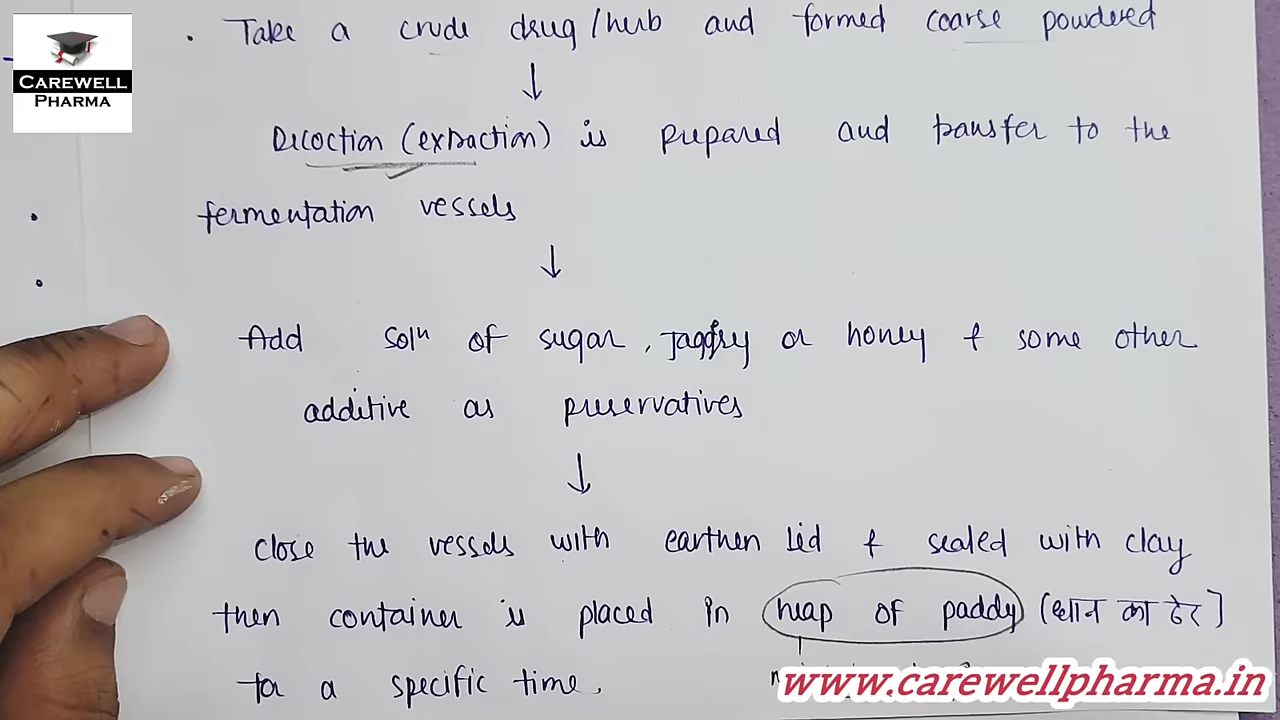 CAREWELL
PHARMA
. Take a crude drug/herb and formed coarse powdered
↓
Decoction (extraction) is prepared and transfer to the
fermentation vessels
↓
Add solⁿ of sugar, Jaggry or honey & some other
additive as preservatives
↓
Close the vessels with earthen lid & sealed with clay
then container is placed in heap of paddy (धान का ढेर]
for a specific time.
www.carewellpharma.in